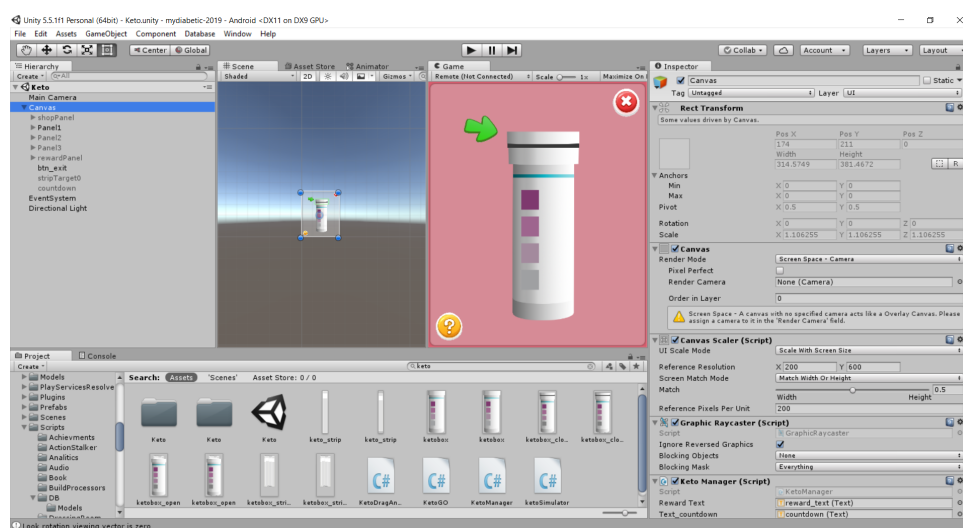 Unity 5.5.1f1 Personal (64bit) - Keto.unity - mydiabetic-2019 - Android <DX11 on DX9 GPU>
File Edit Assets GameObject Component Mydiabetic Database Window Help
Center Global Collab Account Layers Layout
Hierarchy
Create All
Keto
Main Camera
Canvas
shopPanel
Panel1
Panel2
Panel3
rewardPanel
btn_exit
stripTarget0
countdown
EventSystem
Directional Light
Scene Asset Store Animator
Shaded 2D Gizmos
Game
Remote (Not Connected) Scale 1x Maximize On
?
Inspector
Canvas Static
Tag Untagged Layer UI
Rect Transform
Some values driven by Canvas.
Pos X Pos Y Pos Z
174 211 0
Width Height
314.5749 381.4672 R
Anchors
Min X 0 Y 0
Max X 0 Y 0
Pivot X 0.5 Y 0.5
Rotation X 0 Y 0 Z 0
Scale X 1.106255 Y 1.106255 Z 1.106255
Canvas
Render Mode Screen Space - Camera
Pixel Perfect
Render Camera None (Camera)
Order in Layer 0
Screen Space - A canvas with no specified camera acts like a Overlay Canvas. Please
assign a camera to it in the 'Render Camera' field.
Canvas Scaler (Script)
UI Scale Mode Scale With Screen Size
Reference Resolution X 200 Y 600
Screen Match Mode Match Width Or Height
Match 0.5
Width Height
Reference Pixels Per Unit 200
Graphic Raycaster (Script)
Script GraphicRaycaster
Ignore Reversed Graphics
Blocking Objects None
Blocking Mask Everything
Keto Manager (Script)
Script KetoManager
Reward Text reward_text (Text)
Text_countdown countdown (Text)
Project Console
Create keto
Models
PlayServicesResolve
Plugins
Prefabs
Scenes
Scripts
Achievments
ActionStalker
Analitics
Audio
Book
BuildProcessors
DB
Models
Search: Assets 'Scenes' Asset Store: 0 / 0
Keto Keto Keto keto_strip keto_strip ketobox ketobox ketobox_clo... ketobox_clo...
C# C# C# C#
ketobox_open ketobox_open ketobox_stri... ketobox_stri... KetoDragAn... KetoGO KetoManager ketoSimulator
Look rotation viewing vector is zero